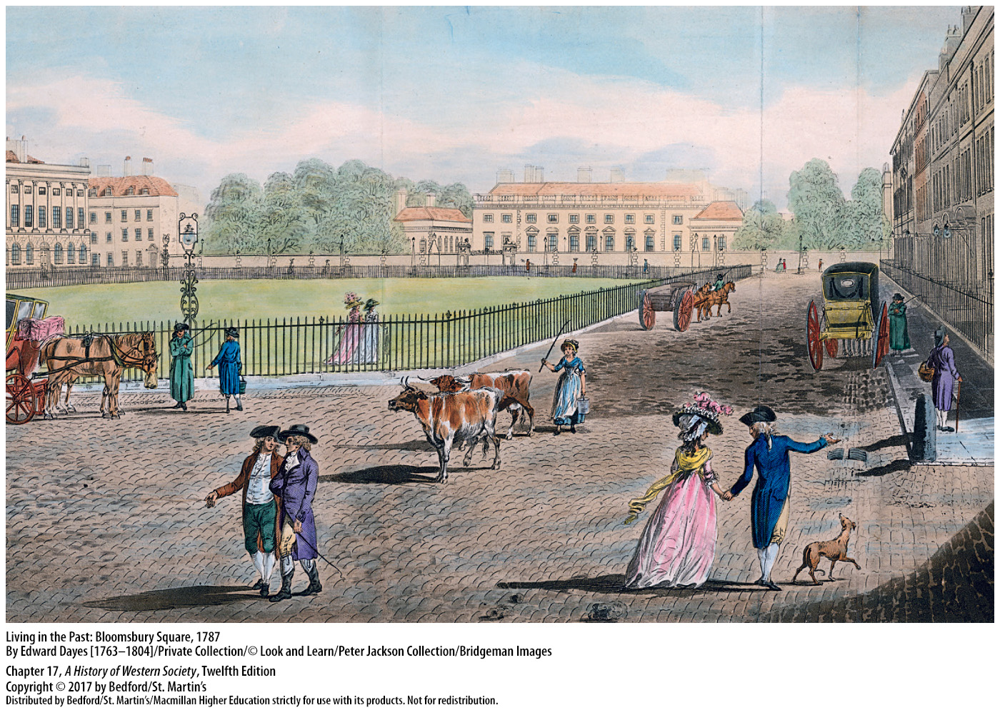 Living in the Past: Bloomsbury Square, 1787
By Edward Dayes [1763–1804]/Private Collection/© Look and Learn/Peter Jackson Collection/Bridgeman Images
Chapter 17, A History of Western Society, Twelfth Edition
Copyright © 2017 by Bedford/St. Martin’s
Distributed by Bedford/St. Martin’s/Macmillan Higher Education strictly for use with its products. Not for redistribution.